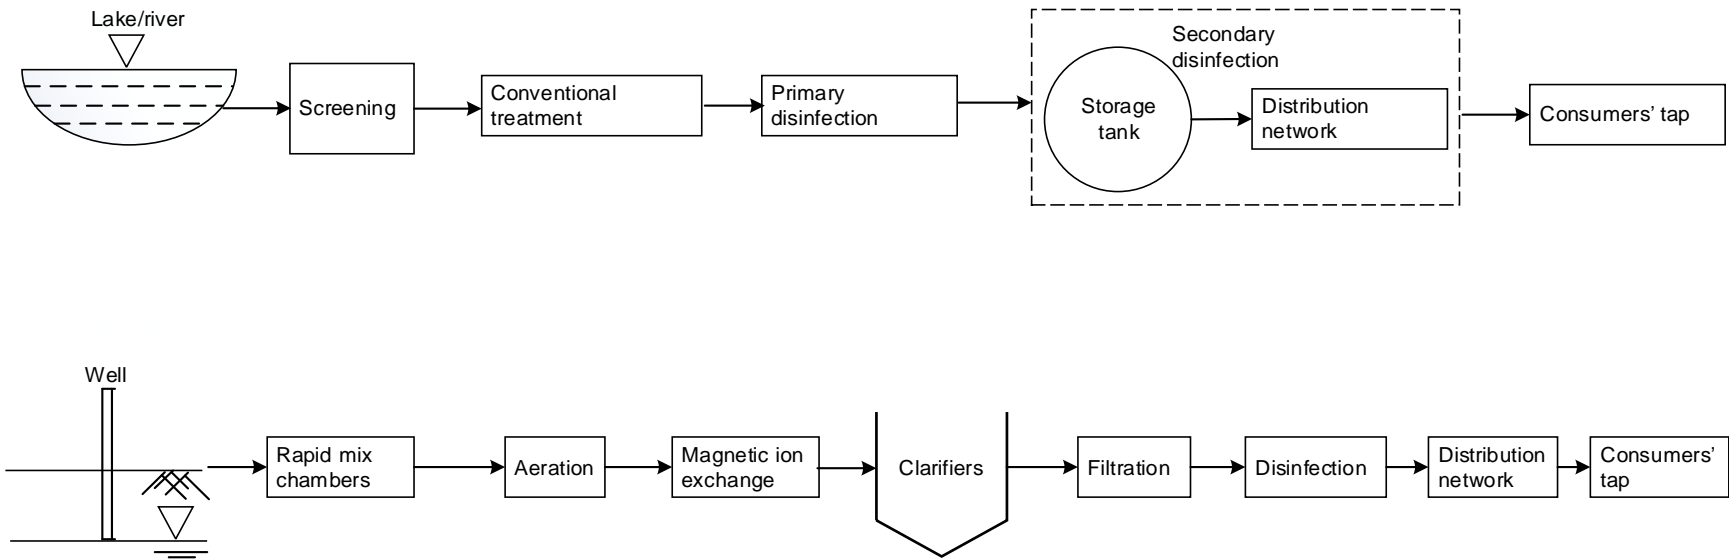 Lake/river
Screening
Conventional
treatment
Primary
disinfection
Secondary
disinfection
Storage
tank
Distribution
network
Consumers' tap
Well
Rapid mix
chambers
Aeration
Magnetic ion
exchange
Clarifiers
Filtration
Disinfection
Distribution
network
Consumers'
tap